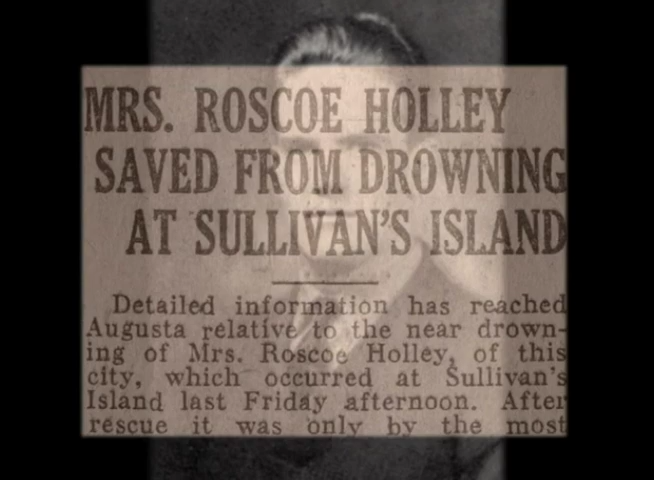 MRS. ROSCOE HOLLEY
SAVED FROM DROWNING
AT SULLIVAN'S ISLAND
Detailed information has reached
Augusta relative to the near drown-
ing of Mrs. Roscoe Holley, of this
city, which occurred at Sullivan's
Island last Friday afternoon. After
rescue it was only by the most